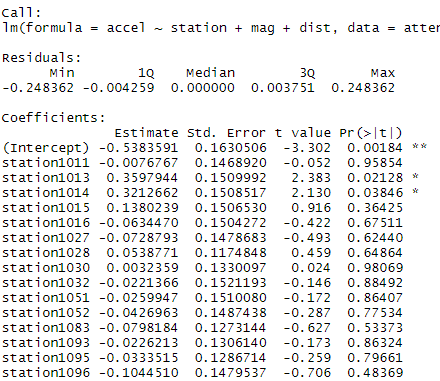 Call:
lm(formula = accel ~ station + mag + dist, data = atten
Residuals:
Min 1Q Median 3Q Max
-0.248362 -0.004259 0.000000 0.003751 0.248362
Coefficients:
Estimate Std. Error t value Pr(>|t|)
(Intercept) -0.5383591 0.1630506 -3.302 0.00184 **
station1011 -0.0076767 0.1468920 -0.052 0.95854
station1013 0.3597944 0.1509992 2.383 0.02128 *
station1014 0.3212662 0.1508517 2.130 0.03846 *
station1015 0.1380239 0.1506530 0.916 0.36425
station1016 -0.0634470 0.1504272 -0.422 0.67511
station1027 -0.0728793 0.1478683 -0.493 0.62440
station1028 0.0538771 0.1174848 0.459 0.64864
station1030 0.0032359 0.1330097 0.024 0.98069
station1032 -0.0221366 0.1521193 -0.146 0.88492
station1051 -0.0259947 0.1510080 -0.172 0.86407
station1052 -0.0426963 0.1487438 -0.287 0.77534
station1083 -0.0798184 0.1273144 -0.627 0.53373
station1093 -0.0226213 0.1306140 -0.173 0.86324
station1095 -0.0333515 0.1286714 -0.259 0.79661
station1096 -0.1044510 0.1479537 -0.706 0.48369